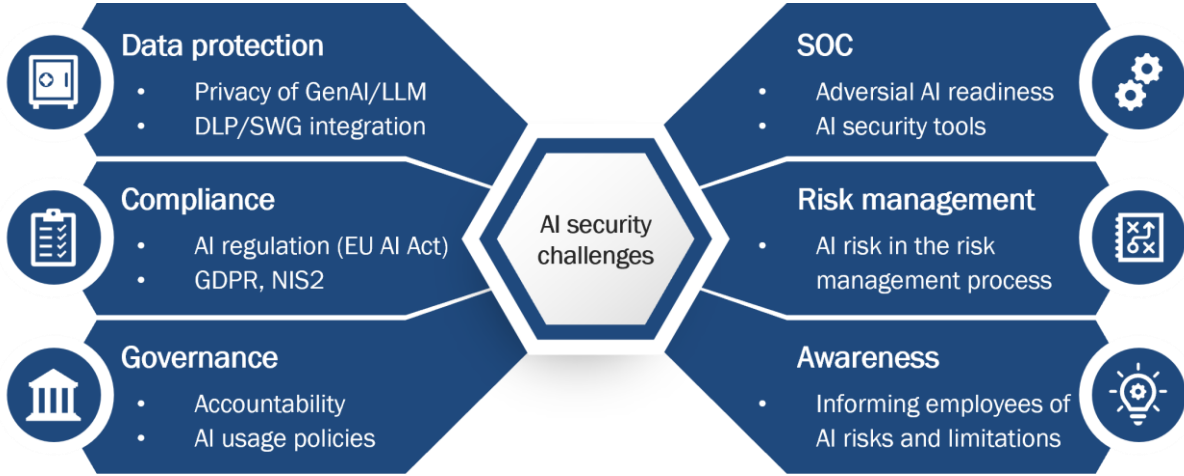 Data protection
• Privacy of GenAI/LLM
• DLP/SWG integration
Compliance
• AI regulation (EU AI Act)
• GDPR, NIS2
Governance
• Accountability
• AI usage policies
AI security
challenges
SOC
• Adversial AI readiness
• AI security tools
Risk management
• AI risk in the risk
management process
Awareness
• Informing employees of
AI risks and limitations